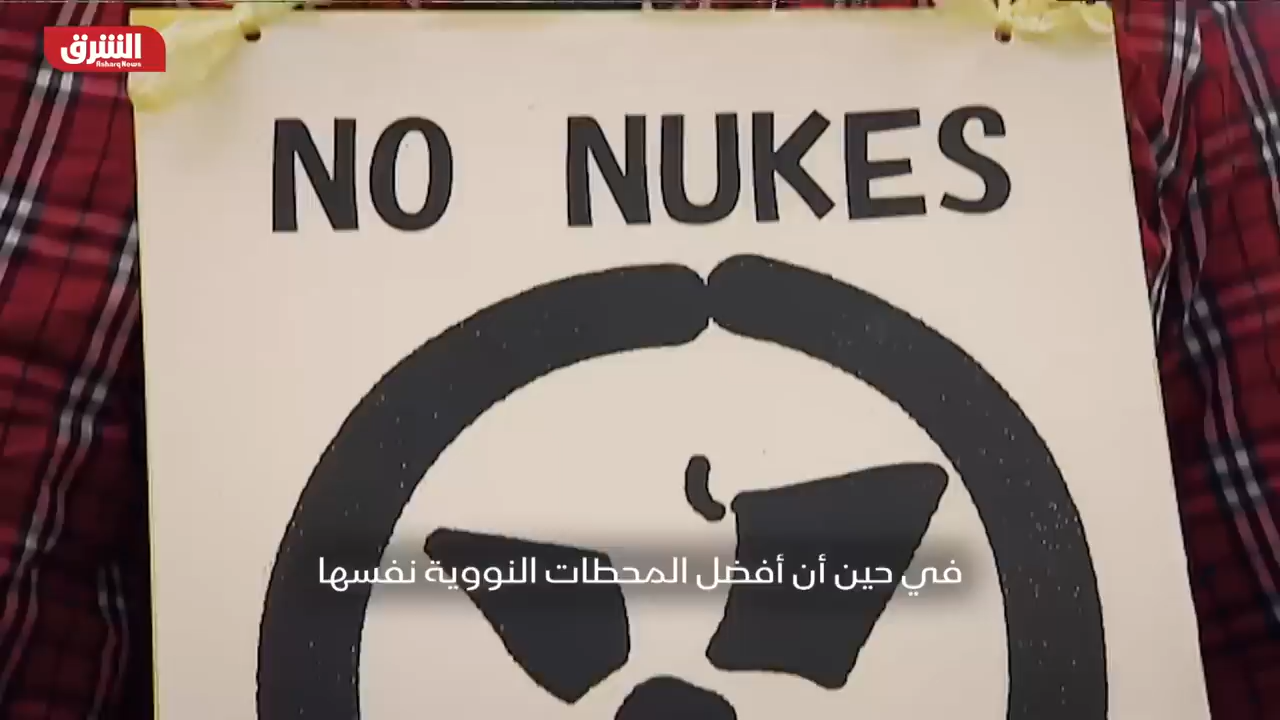 الشرق
Asharq News
NO NUKES
في حين أن أفضل المحطات النووية نفسها